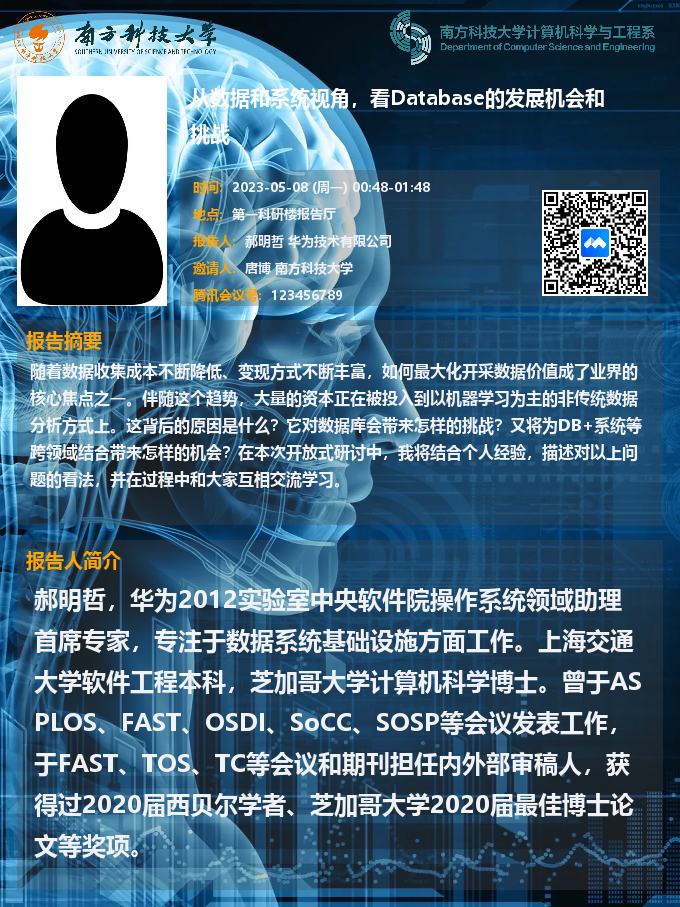 南方科技大学
SOUTHERN UNIVERSITY OF SCIENCE AND TECHNOLOGY
南方科技大学计算机科学与工程系
Department of Computer Science and Engineering
从数据和系统视角，看Database的发展机会和
挑战
时间：2023-05-08 (周一) 00:48-01:48
地点：第一科研楼报告厅
报告人：郝明哲 华为技术有限公司
邀请人：唐博 南方科技大学
腾讯会议号：123456789
报告摘要
随着数据收集成本不断降低、变现方式不断丰富，如何最大化开采数据价值成了业界的
核心焦点之一。伴随这个趋势，大量的资本正在被投入到以机器学习为主的非传统数据
分析方式上。这背后的原因是什么？它对数据库会带来怎样的挑战？又将为DB+系统等
跨领域结合带来怎样的机会？在本次开放式研讨中，我将结合个人经验，描述对以上问
题的看法，并在过程中和大家互相交流学习。
报告人简介
郝明哲，华为2012实验室中央软件院操作系统领域助理
首席专家，专注于数据系统基础设施方面工作。上海交通
大学软件工程本科，芝加哥大学计算机科学博士。曾于AS
PLOS、FAST、OSDI、SoCC、SOSP等会议发表工作，
于FAST、TOS、TC等会议和期刊担任内外部审稿人，获
得过2020届西贝尔学者、芝加哥大学2020届最佳博士论
文等奖项。